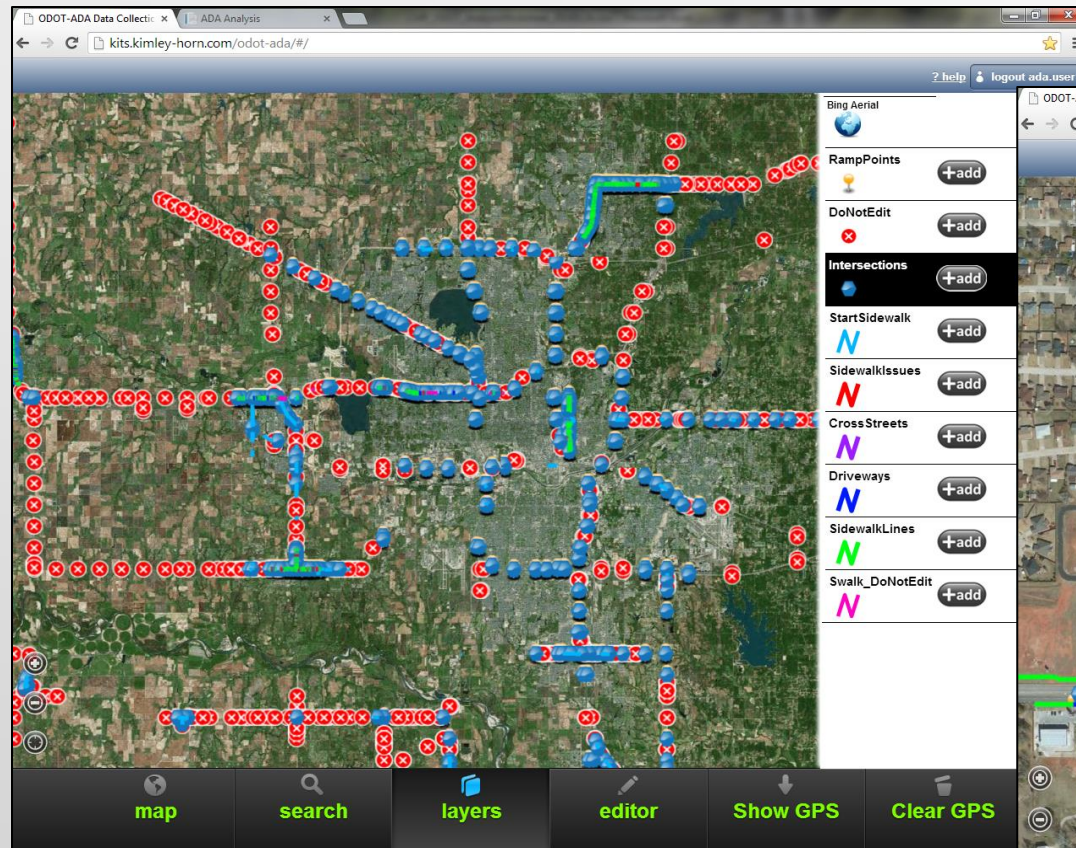 ODOT-ADA Data Collectic
ADA Analysis
kits.kimley-horn.com/odot-ada/#/
? help
logout ada.user
ODOT-
Bing Aerial
RampPoints
+add
DoNotEdit
+add
Intersections
+add
StartSidewalk
+add
SidewalkIssues
+add
CrossStreets
+add
Driveways
+add
SidewalkLines
+add
Swalk_DoNotEdit
+add
map
search
layers
editor
Show GPS
Clear GPS